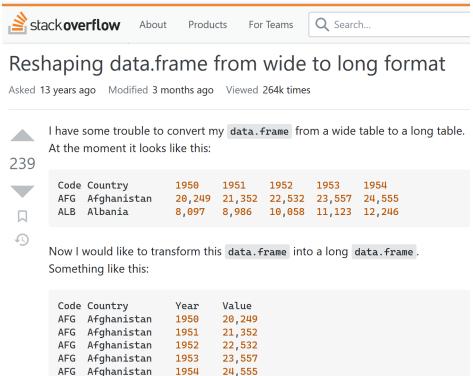 stackoverflow About Products For Teams Search...
Reshaping data.frame from wide to long format
Asked 13 years ago Modified 3 months ago Viewed 264k times
I have some trouble to convert my data.frame from a wide table to a long table.
At the moment it looks like this:
239
Code Country 1950 1951 1952 1953 1954
AFG Afghanistan 20,249 21,352 22,532 23,557 24,555
ALB Albania 8,097 8,986 10,058 11,123 12,246
Now I would like to transform this data.frame into a long data.frame.
Something like this:
Code Country Year Value
AFG Afghanistan 1950 20,249
AFG Afghanistan 1951 21,352
AFG Afghanistan 1952 22,532
AFG Afghanistan 1953 23,557
AFG Afghanistan 1954 24,555